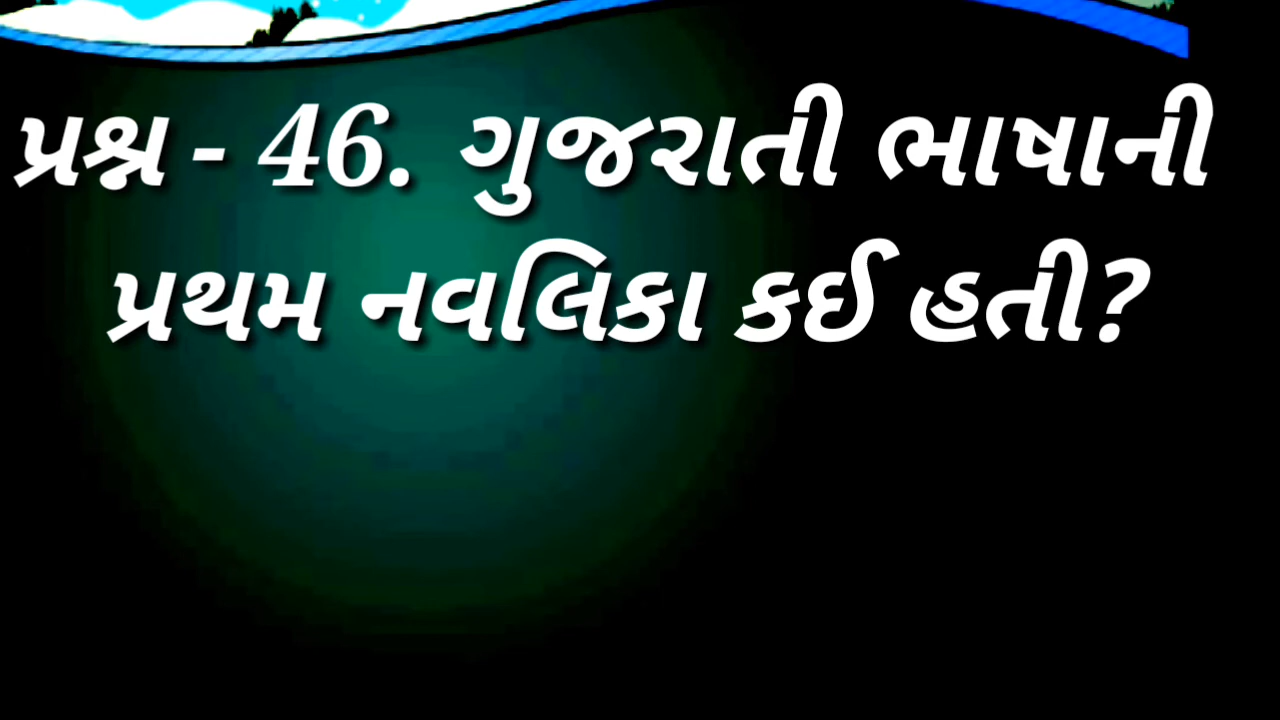 પ્રશ્ન - 46. ગુજરાતી ભાષાની
પ્રથમ નવલિકા કઈ હતી?